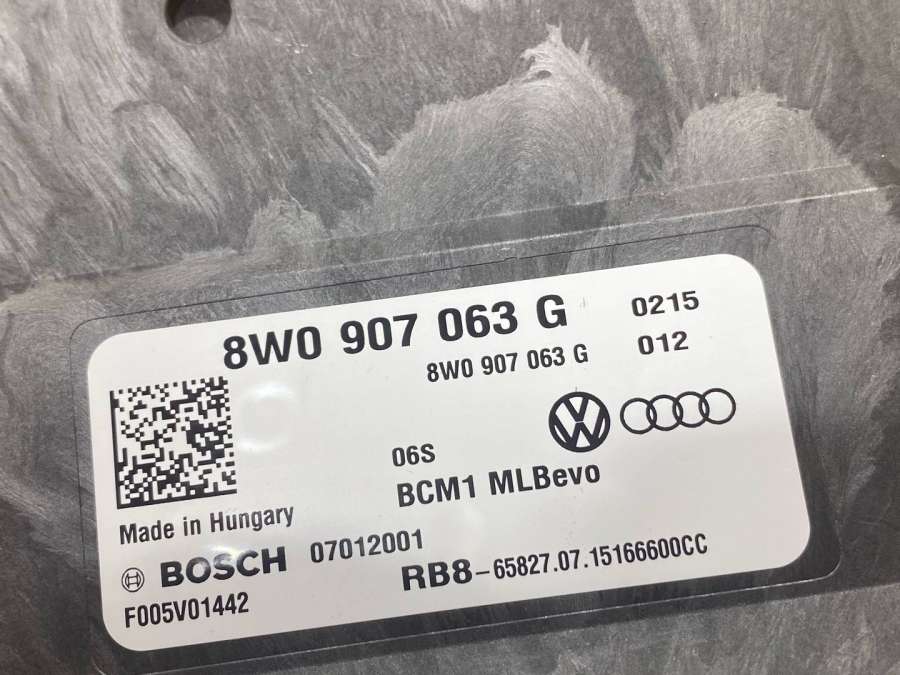 8W0 907 063 G 0215
8W0 907 063 G 012
06S
BCM1 MLBevo
Made in Hungary
BOSCH 07012001
RB8-65827.07.15166600CC
F005V01442